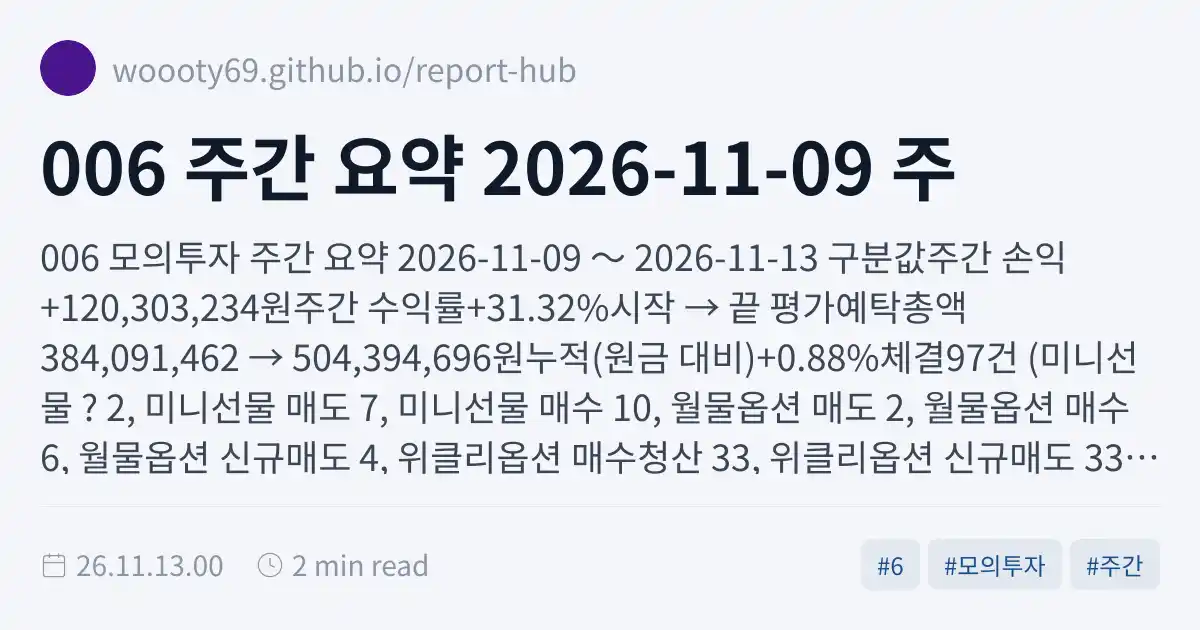 woooty69.github.io/report-hub
006 주간 요약 2026-11-09 주
006 모의투자 주간 요약 2026-11-09 ～ 2026-11-13 구분값주간 손익
+120,303,234원주간 수익률+31.32%시작 → 끝 평가예탁총액
384,091,462 → 504,394,696원누적(원금 대비)+0.88%체결97건 (미니선
물 ? 2, 미니선물 매도 7, 미니선물 매수 10, 월물옵션 매도 2, 월물옵션 매수
6, 월물옵션 신규매도 4, 위클리옵션 매수청산 33, 위클리옵션 신규매도 33…
26.11.13.00 2 min read #6 #모의투자 #주간